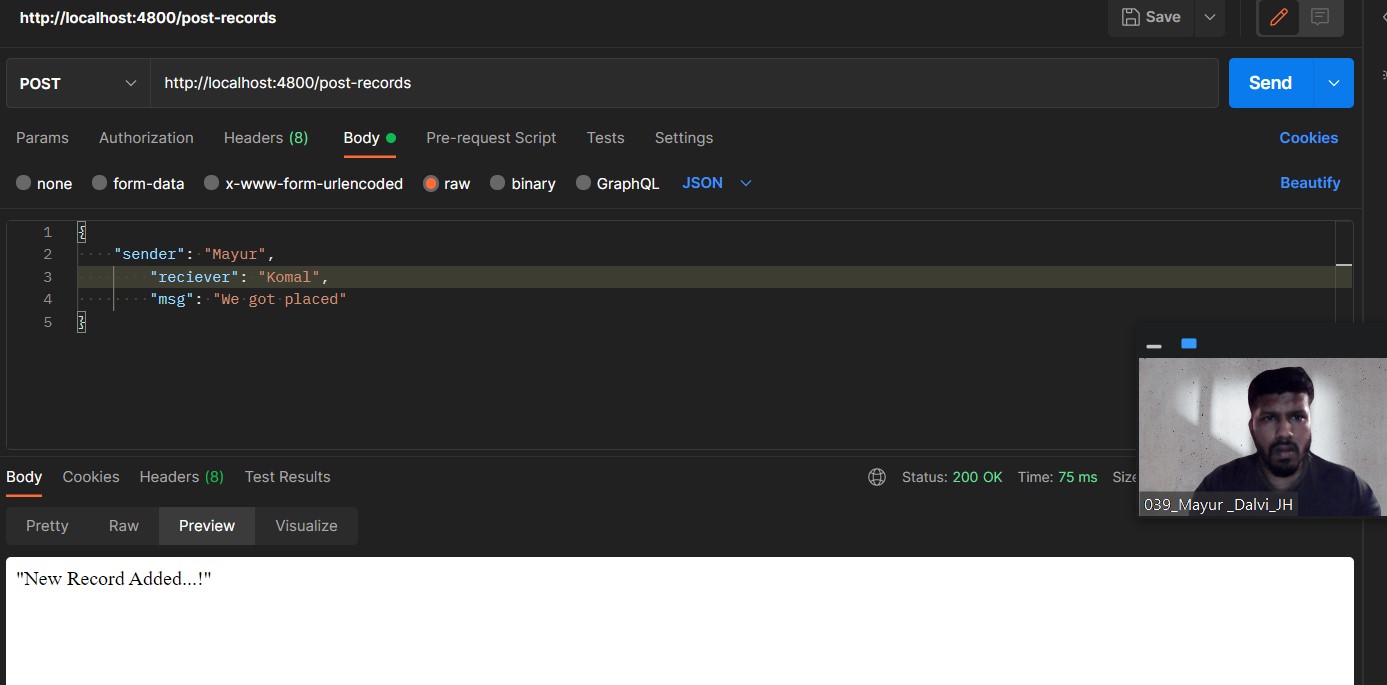 http://localhost:4800/post-records
Save
POST
http://localhost:4800/post-records
Send
Params Authorization Headers (8) Body Pre-request Script Tests Settings Cookies
none form-data x-www-form-urlencoded raw binary GraphQL JSON Beautify
1 {
2 "sender": "Mayur",
3 "reciever": "Komal",
4 "msg": "We got placed"
5 }
Body Cookies Headers (8) Test Results Status: 200 OK Time: 75 ms Size
039_Mayur _Dalvi_JH
Pretty Raw Preview Visualize
"New Record Added...!"